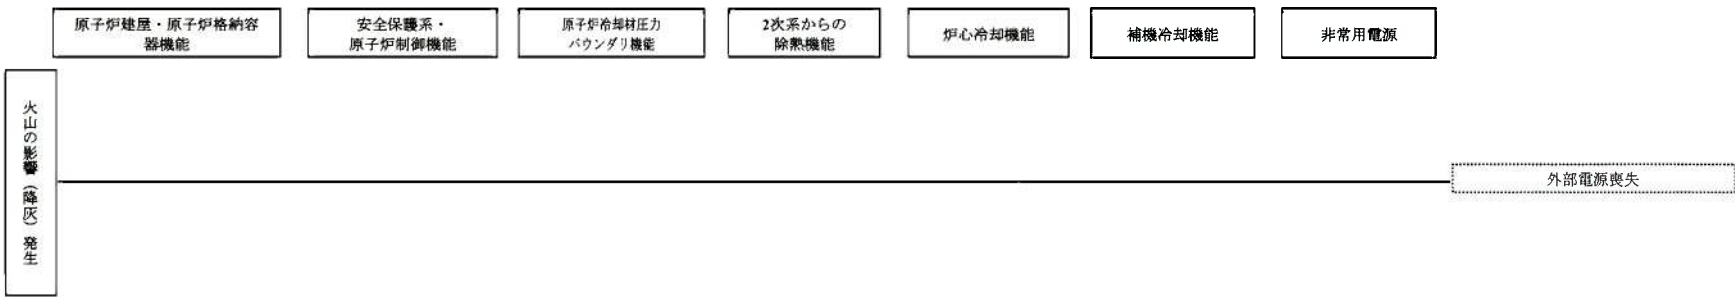 原子炉建屋・原子炉格納容
器機能
安全保護系・
原子炉制御機能
原子炉冷却材圧力
バウンダリ機能
2次系からの
除熱機能
炉心冷却機能
補機冷却機能
非常用電源
火山の影響（降灰）発生
外部電源喪失